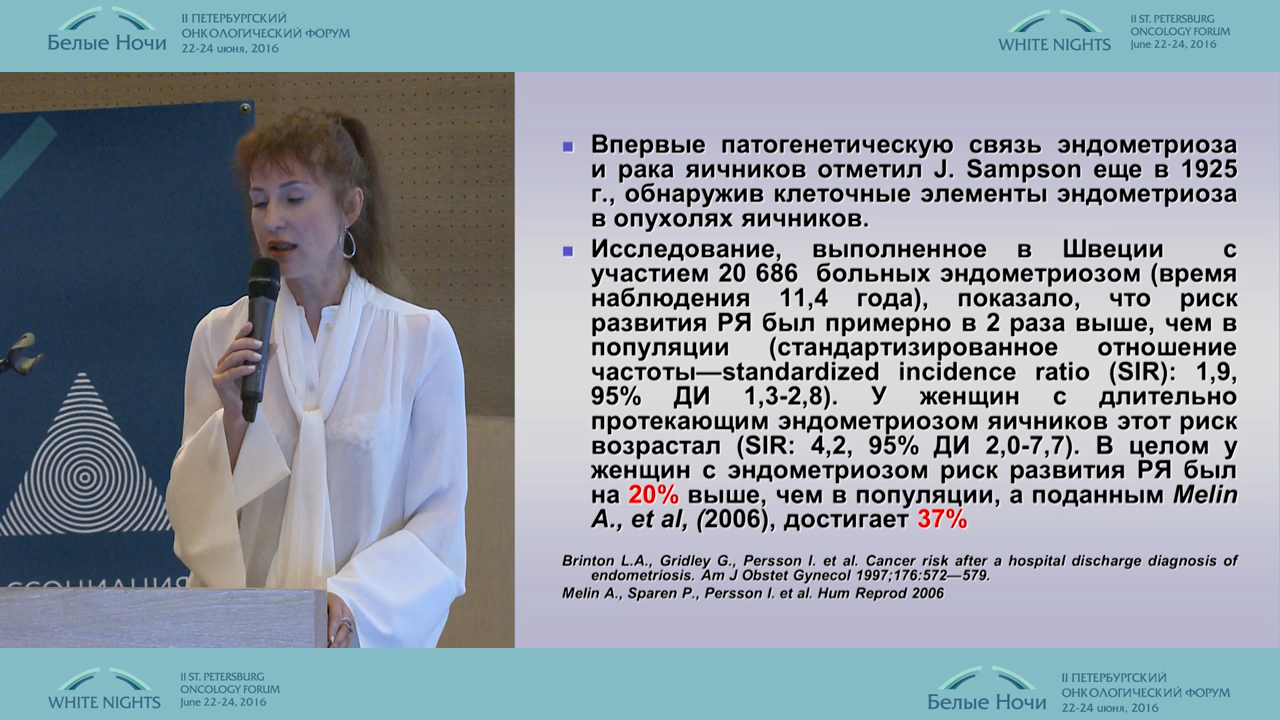 II ПЕТЕРБУРГСКИЙ
ОНКОЛОГИЧЕСКИЙ ФОРУМ
Белые Ночи
22-24 июня, 2016
II ST. PETERSBURG
ONCOLOGY FORUM
WHITE NIGHTS
June 22-24, 2016
Впервые патогенетическую связь эндометриоза
и рака яичников отметил J. Sampson еще в 1925
г., обнаружив клеточные элементы эндометриоза
в опухолях яичников.
Исследование, выполненное в Швеции с
участием 20 686 больных эндометриозом (время
наблюдения 11,4 года), показало, что риск
развития РЯ был примерно в 2 раза выше, чем в
популяции (стандартизированное отношение
частоты—standardized incidence ratio (SIR): 1,9,
95% ДИ 1,3-2,8). У женщин с длительно
протекающим эндометриозом яичников этот риск
возрастал (SIR: 4,2, 95% ДИ 2,0-7,7). В целом у
женщин с эндометриозом риск развития РЯ был
на 20% выше, чем в популяции, а поданным Melin
A., et al, (2006), достигает 37%
Brinton L.A., Gridley G., Persson I. et al. Cancer risk after a hospital discharge diagnosis of
endometriosis. Am J Obstet Gynecol 1997;176:572—579.
Melin A., Sparen P., Persson I. et al. Hum Reprod 2006
II ST. PETERSBURG
ONCOLOGY FORUM
WHITE NIGHTS
June 22-24, 2016
II ПЕТЕРБУРГСКИЙ
ОНКОЛОГИЧЕСКИЙ ФОРУМ
Белые Ночи
22-24 июня, 2016